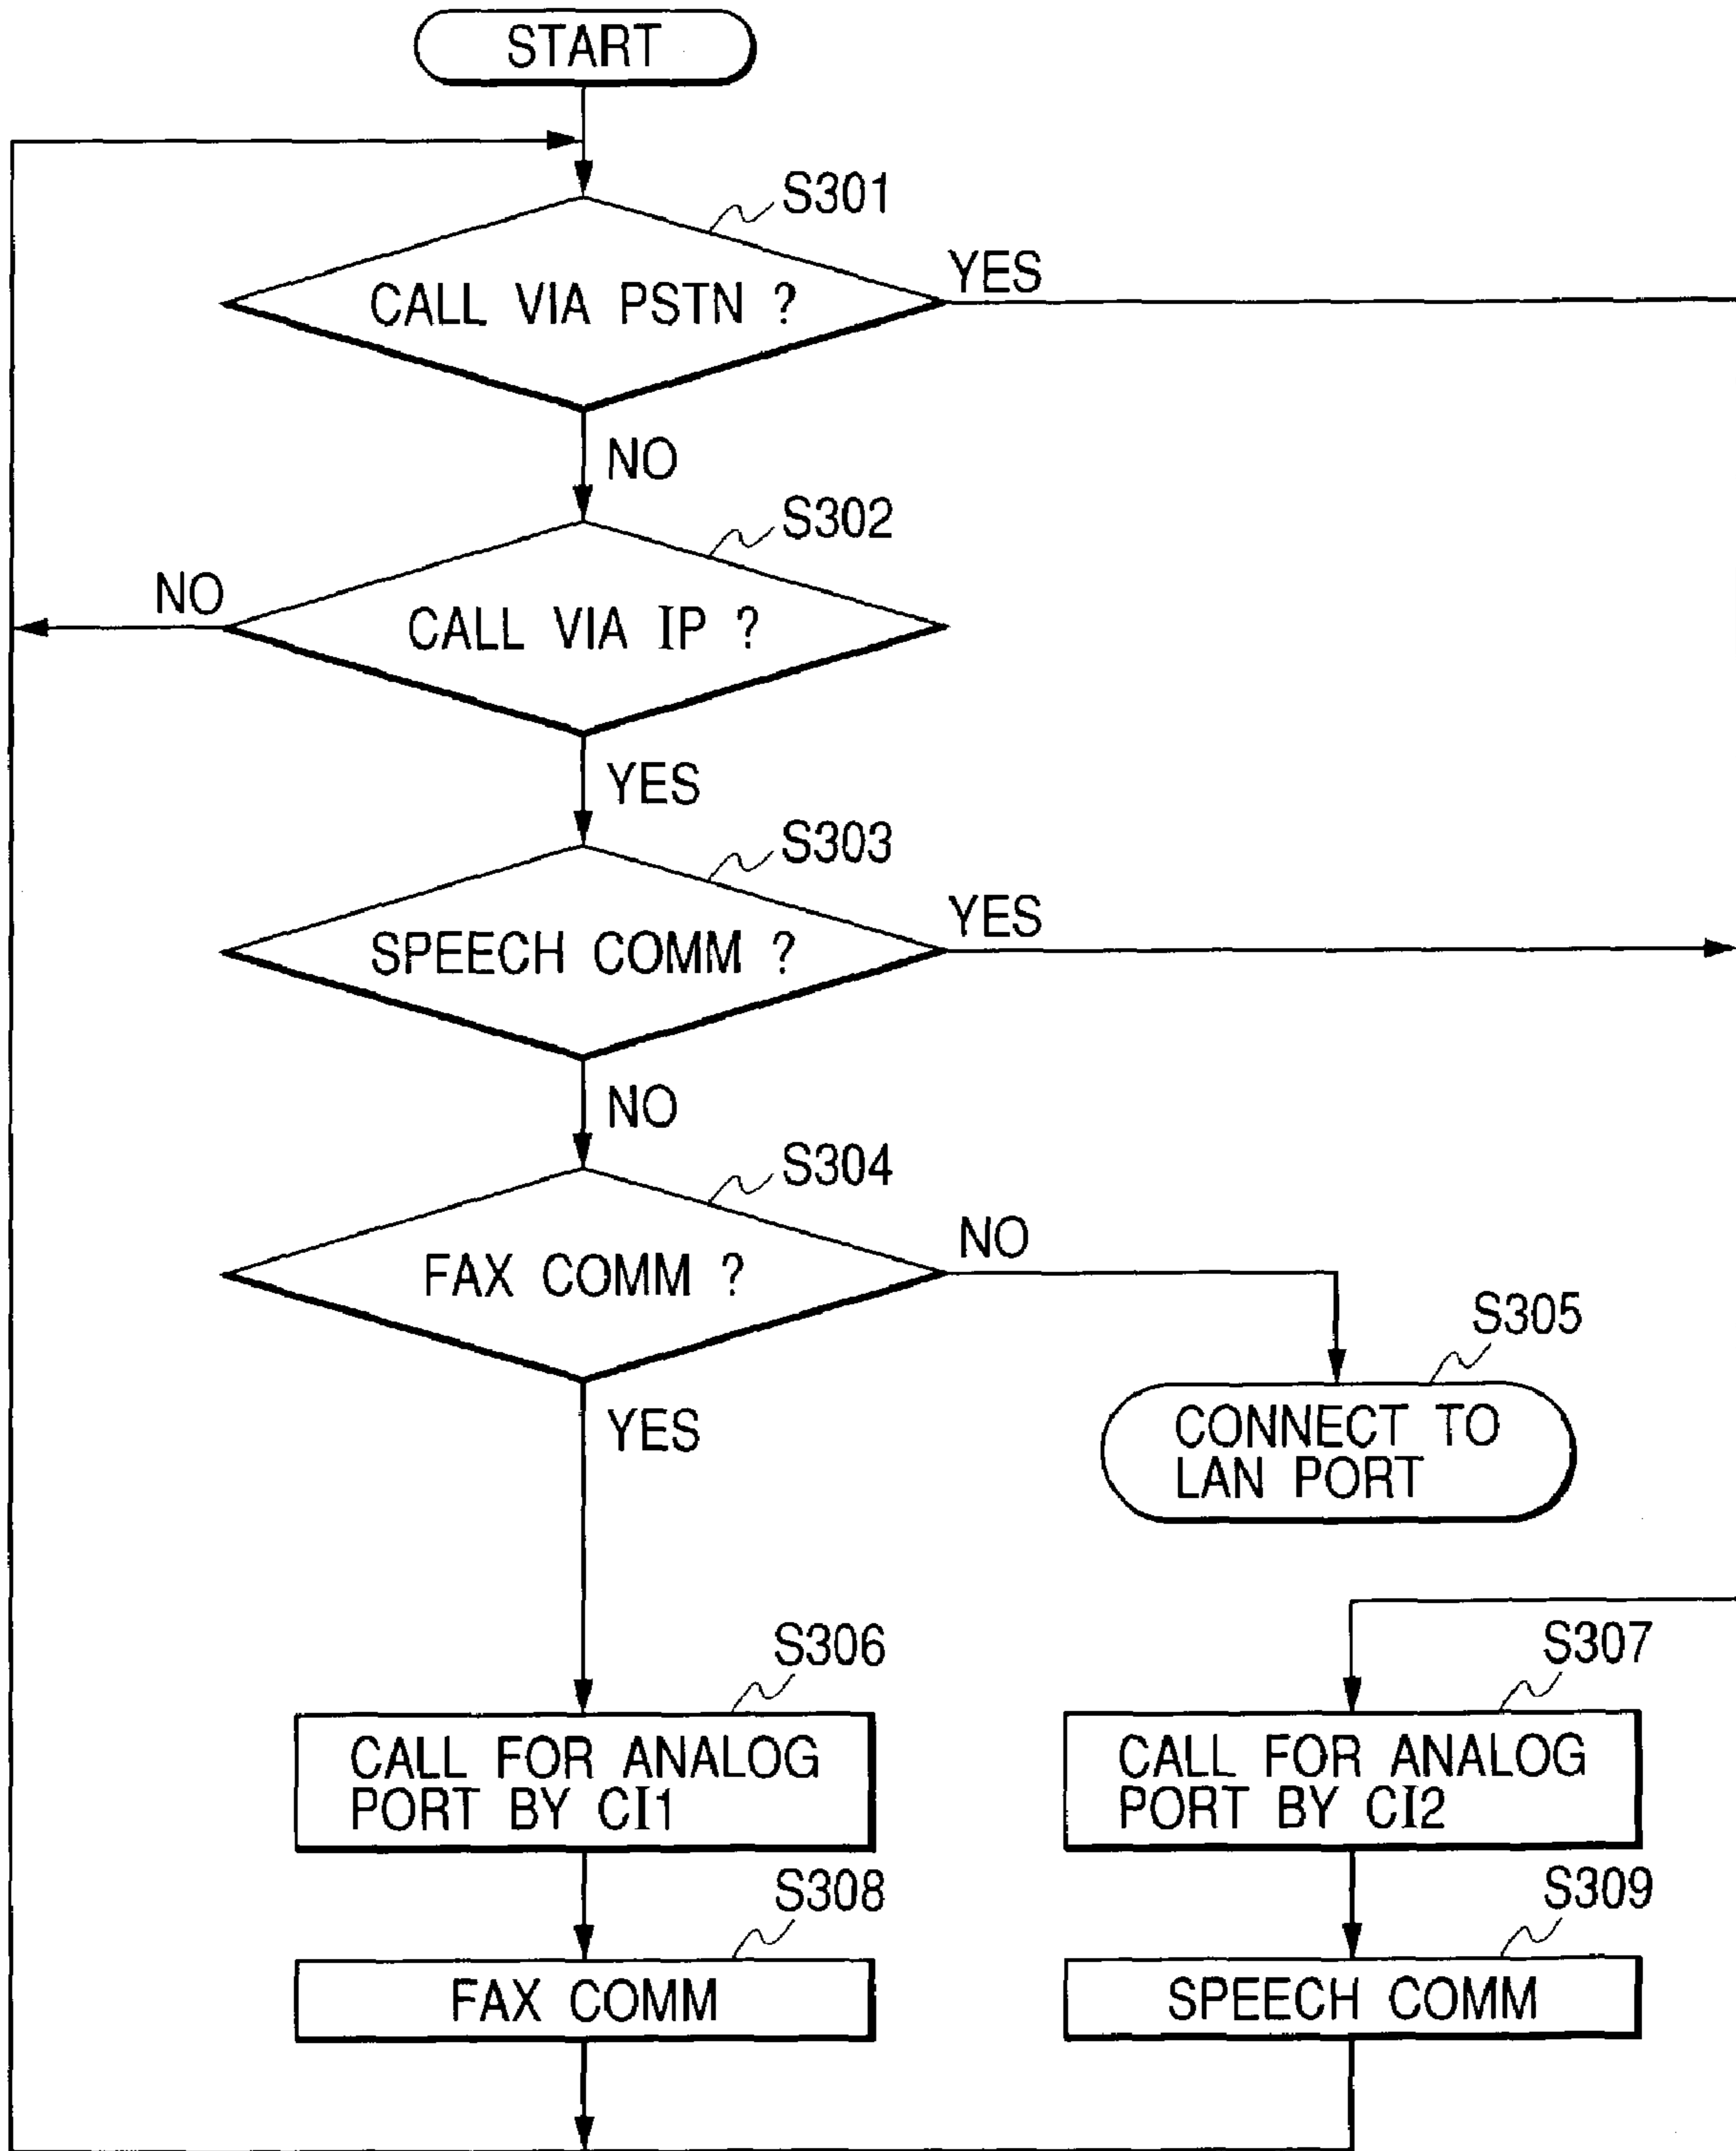 START
S301
CALL VIA PSTN ?
YES
NO
S302
CALL VIA IP ?
NO
YES
S303
SPEECH COMM ?
YES
NO
S304
FAX COMM ?
NO
YES
S305
CONNECT TO
LAN PORT
S306
CALL FOR ANALOG
PORT BY CI1
S307
CALL FOR ANALOG
PORT BY CI2
S308
FAX COMM
S309
SPEECH COMM